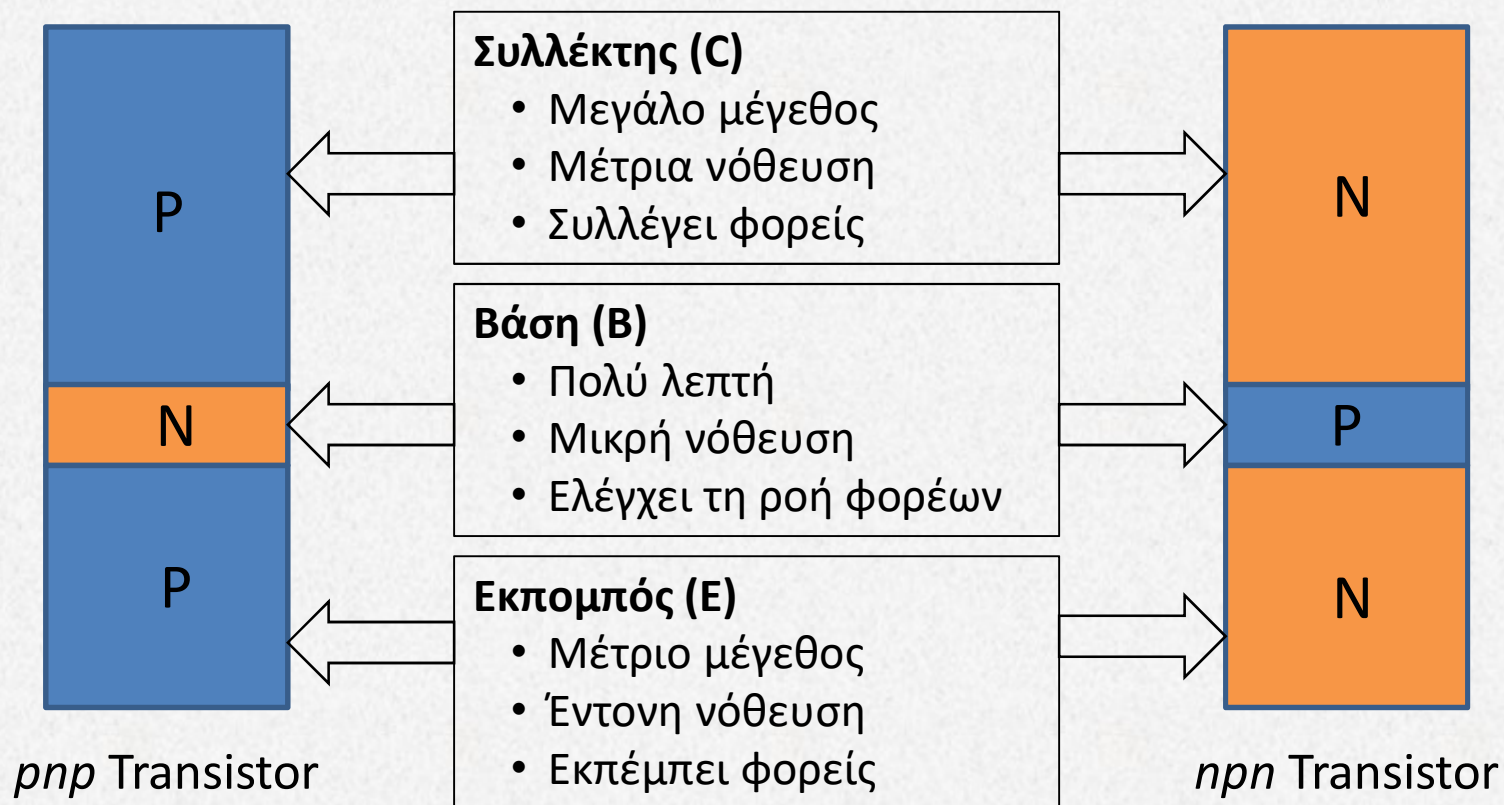 Συλλέκτης (C)
• Μεγάλο μέγεθος
• Μέτρια νόθευση
• Συλλέγει φορείς
P
N
Βάση (Β)
• Πολύ λεπτή
• Μικρή νόθευση
• Ελέγχει τη ροή φορέων
N
P
Εκπομπός (Ε)
• Μέτριο μέγεθος
• Έντονη νόθευση
• Εκπέμπει φορείς
P
N
pnp Transistor
npn Transistor